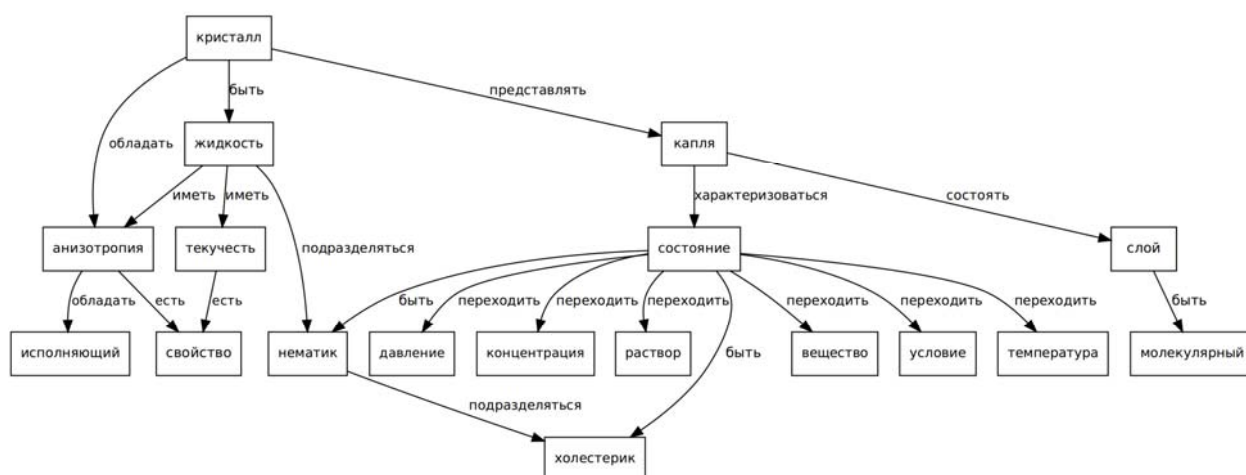 кристалл
быть
представлять
обладать
жидкость
капля
иметь
иметь
характеризоваться
состоять
анизотропия
текучесть
подразделяться
состояние
слой
обладать
есть
есть
быть
переходить
переходить
переходить
переходить
переходить
переходить
быть
исполняющий
свойство
нематик
давление
концентрация
раствор
быть
вещество
условие
температура
молекулярный
подразделяться
холестерик